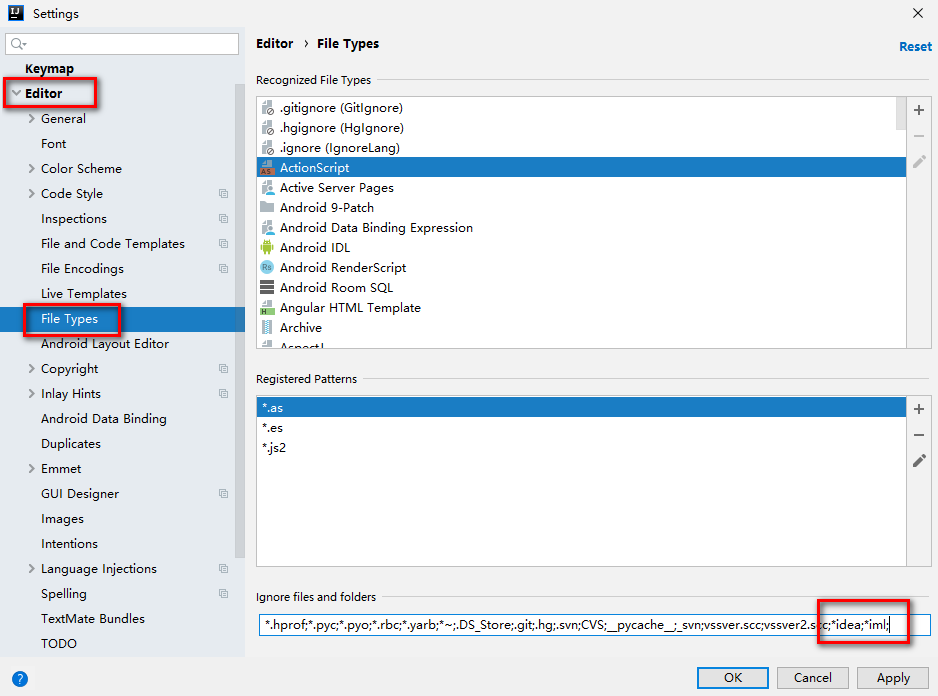 IJ Settings
Editor › File Types
Reset
Keymap
Editor
General
Font
Color Scheme
Code Style
Inspections
File and Code Templates
File Encodings
Live Templates
File Types
Android Layout Editor
Copyright
Inlay Hints
Android Data Binding
Duplicates
Emmet
GUI Designer
Images
Intentions
Language Injections
Spelling
TextMate Bundles
TODO
Recognized File Types
.gitignore (GitIgnore)
.hgignore (HgIgnore)
.ignore (IgnoreLang)
AS ActionScript
Active Server Pages
Android 9-Patch
Android Data Binding Expression
Android IDL
Rs Android RenderScript
Android Room SQL
H Angular HTML Template
Archive
AspectJ
Registered Patterns
*.as
*.es
*.js2
Ignore files and folders
*.hprof;*.pyc;*.pyo;*.rbc;*.yarb;*~;.DS_Store;.git;.hg;.svn;CVS;__pycache__;_svn;vssver.scc;vssver2.scc;*idea;*iml;
?
OK
Cancel
Apply